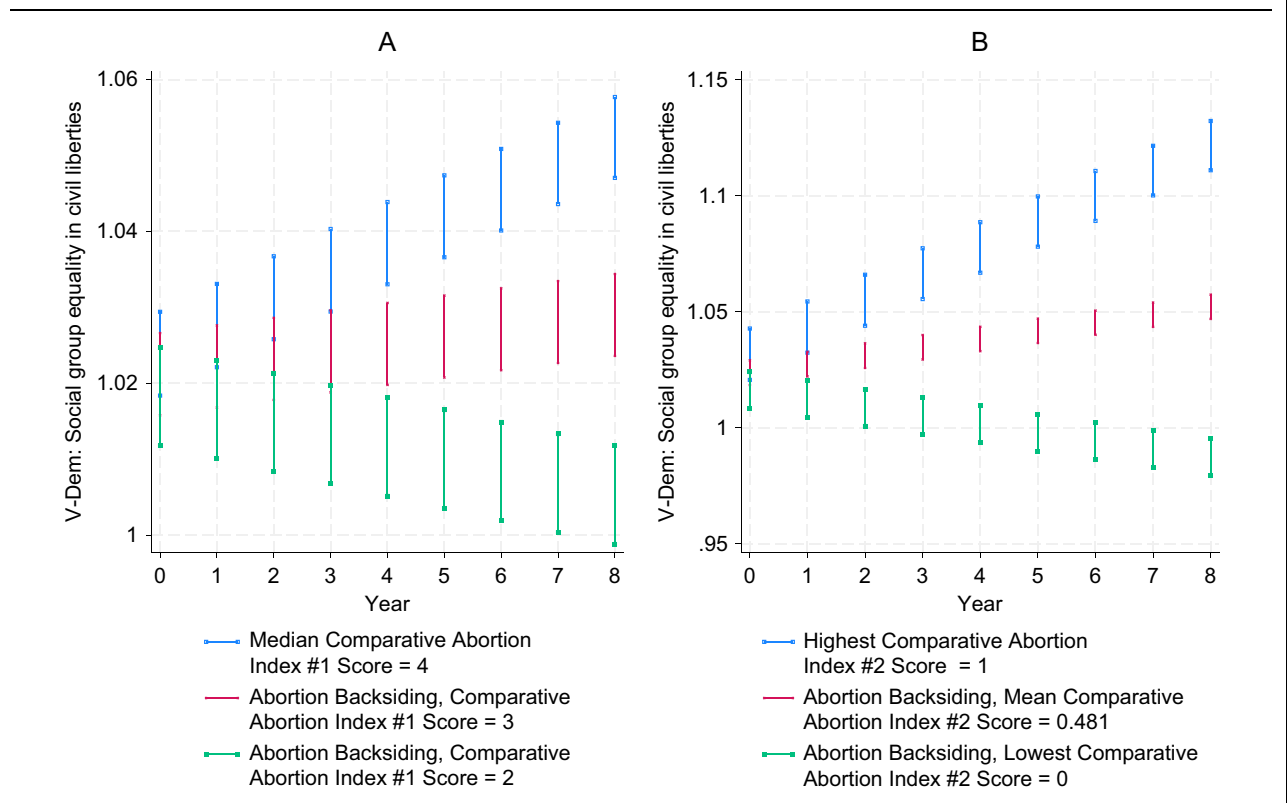 A
V-Dem: Social group equality in civil liberties
1.06
1.04
1.02
1
0 1 2 3 4 5 6 7 8
Year
Median Comparative Abortion
Index #1 Score = 4
Abortion Backsiding, Comparative
Abortion Index #1 Score = 3
Abortion Backsiding, Comparative
Abortion Index #1 Score = 2
B
V-Dem: Social group equality in civil liberties
1.15
1.1
1.05
1
.95
0 1 2 3 4 5 6 7 8
Year
Highest Comparative Abortion
Index #2 Score = 1
Abortion Backsiding, Mean Comparative
Abortion Index #2 Score = 0.481
Abortion Backsiding, Lowest Comparative
Abortion Index #2 Score = 0